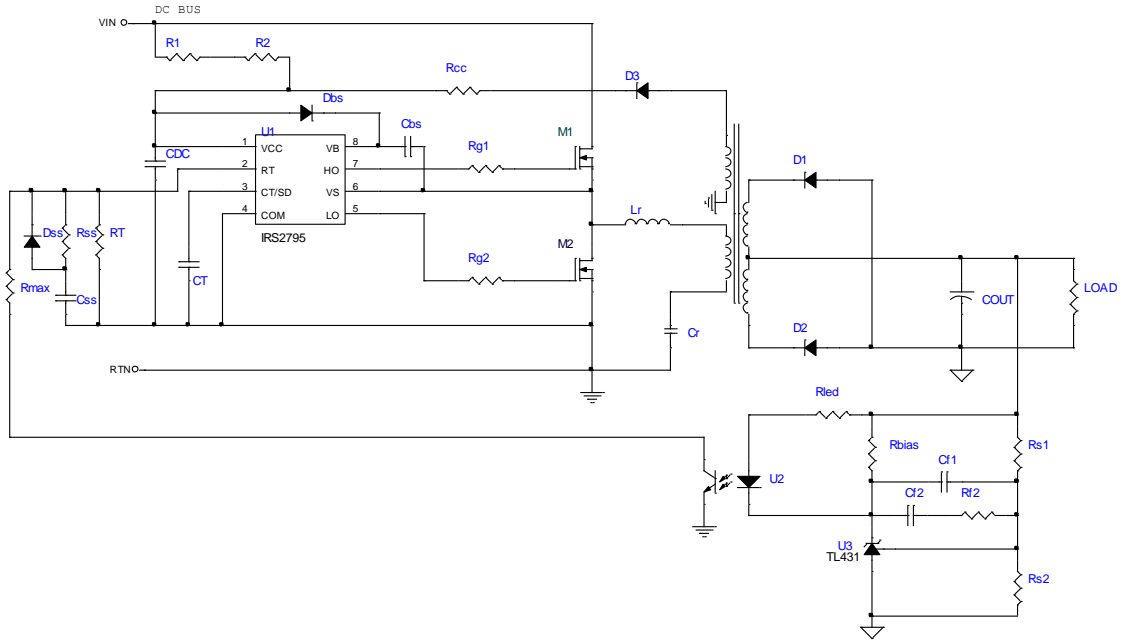 DC BUS
VIN
R1
R2
Rcc
D3
Dbs
Cbs
U1
M1
1
VCC
VB
8
CDC
Rg1
2
RT
HO
7
D1
3
CT/SD
VS
6
4
COM
LO
5
Lr
Dss
Rss
RT
IRS2795
M2
Rg2
CT
Rmax
Css
COUT
LOAD
Cr
D2
RTN
Rled
Rbias
Rs1
Cf1
U2
Cf2
Rf2
U3
TL431
Rs2